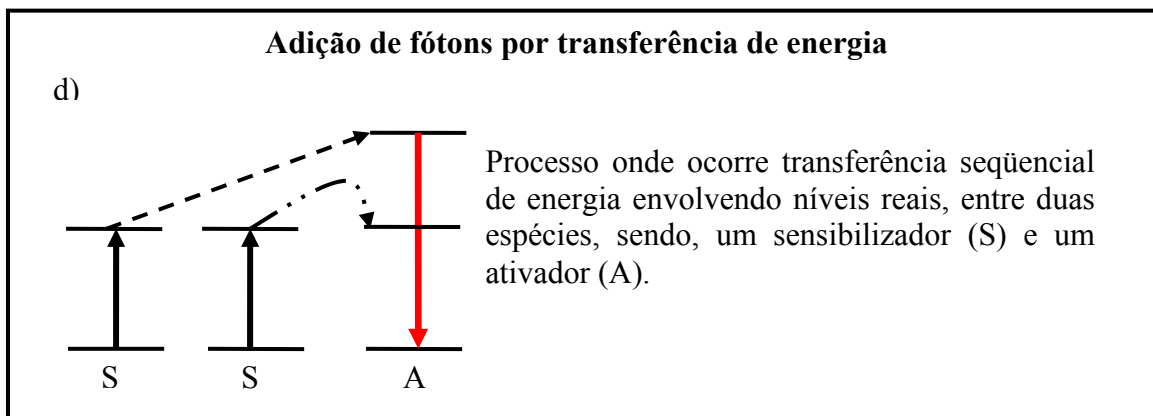 Adição de fótons por transferência de energia
d)
Processo onde ocorre transferência seqüencial
de energia envolvendo níveis reais, entre duas
espécies, sendo, um sensibilizador (S) e um
ativador (A).
S S A